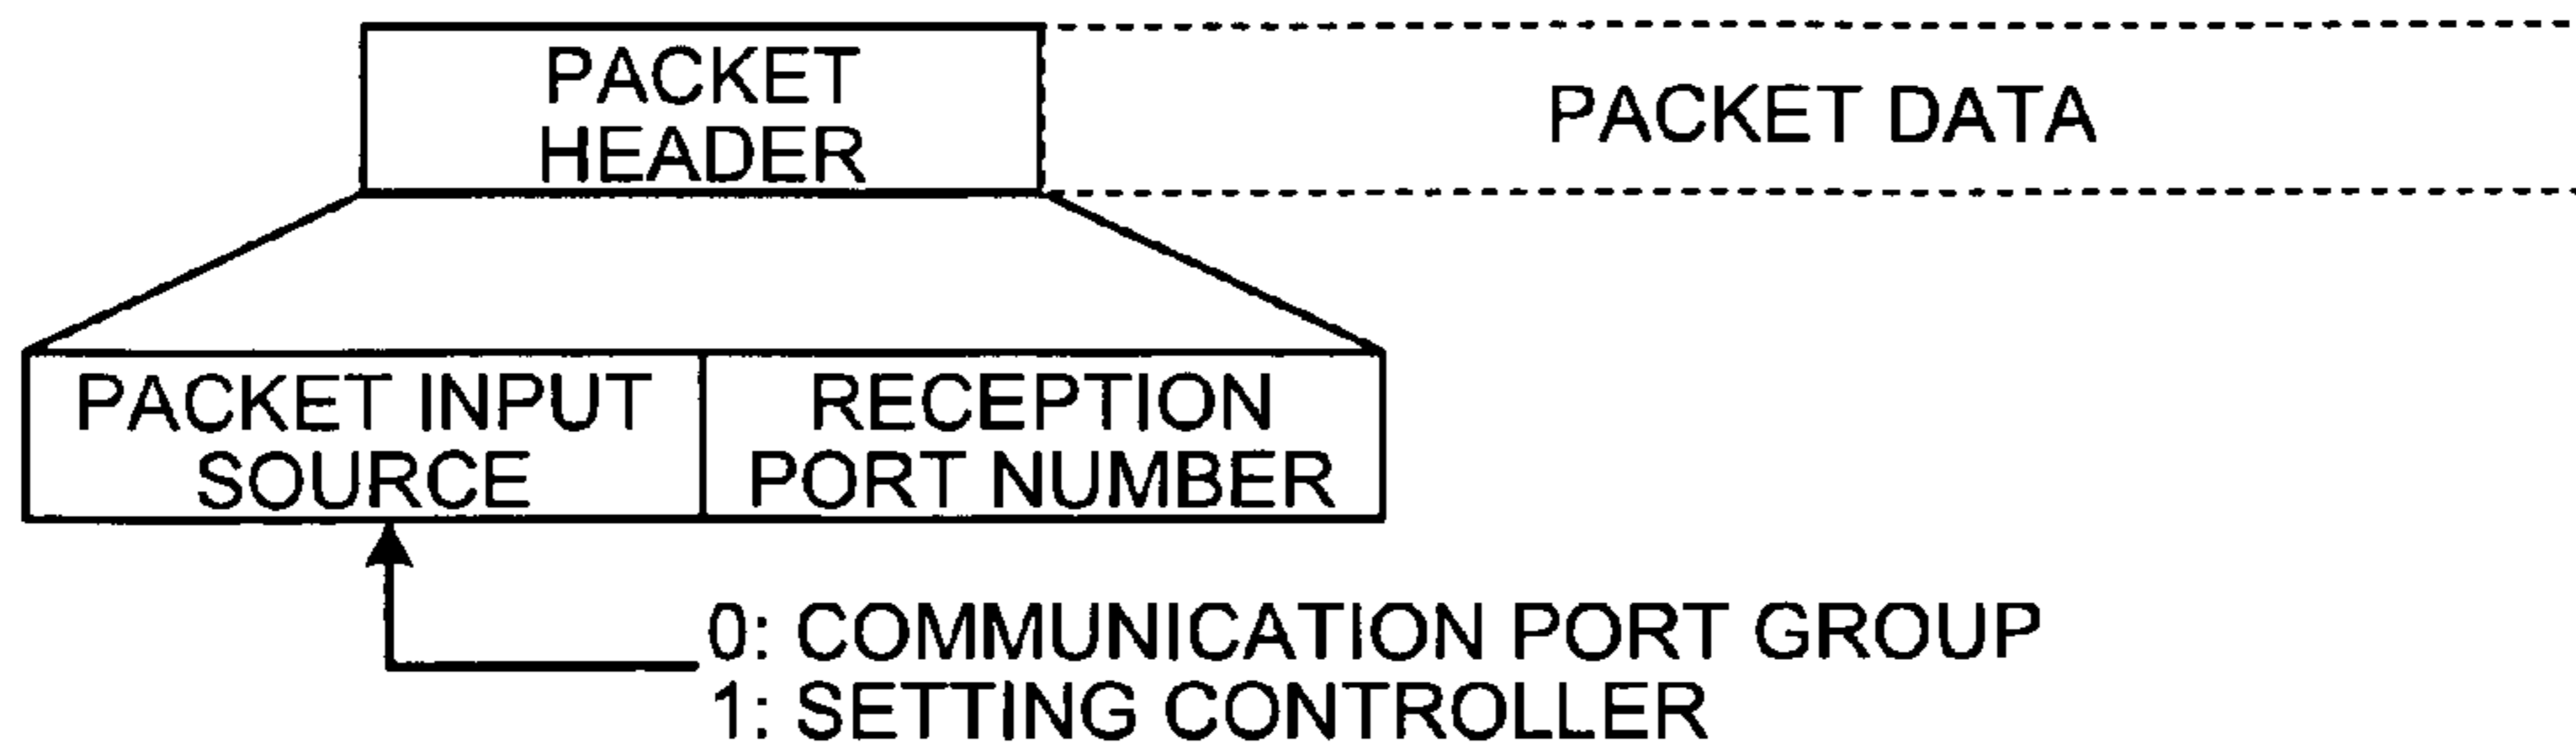 PACKET
HEADER
PACKET DATA
PACKET INPUT
SOURCE
RECEPTION
PORT NUMBER
0: COMMUNICATION PORT GROUP
1: SETTING CONTROLLER